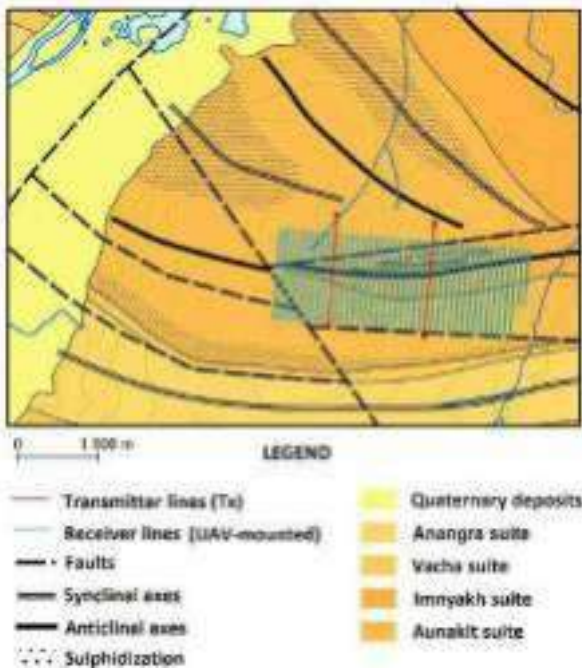 0 1 000 m
LEGEND
Transmitter lines (Tx)
Receiver lines (UAV-mounted)
Faults
Synclinal axes
Anticlinal axes
Sulphidization
Quaternary deposits
Anangra suite
Vacha suite
Imnyakh suite
Aunakit suite